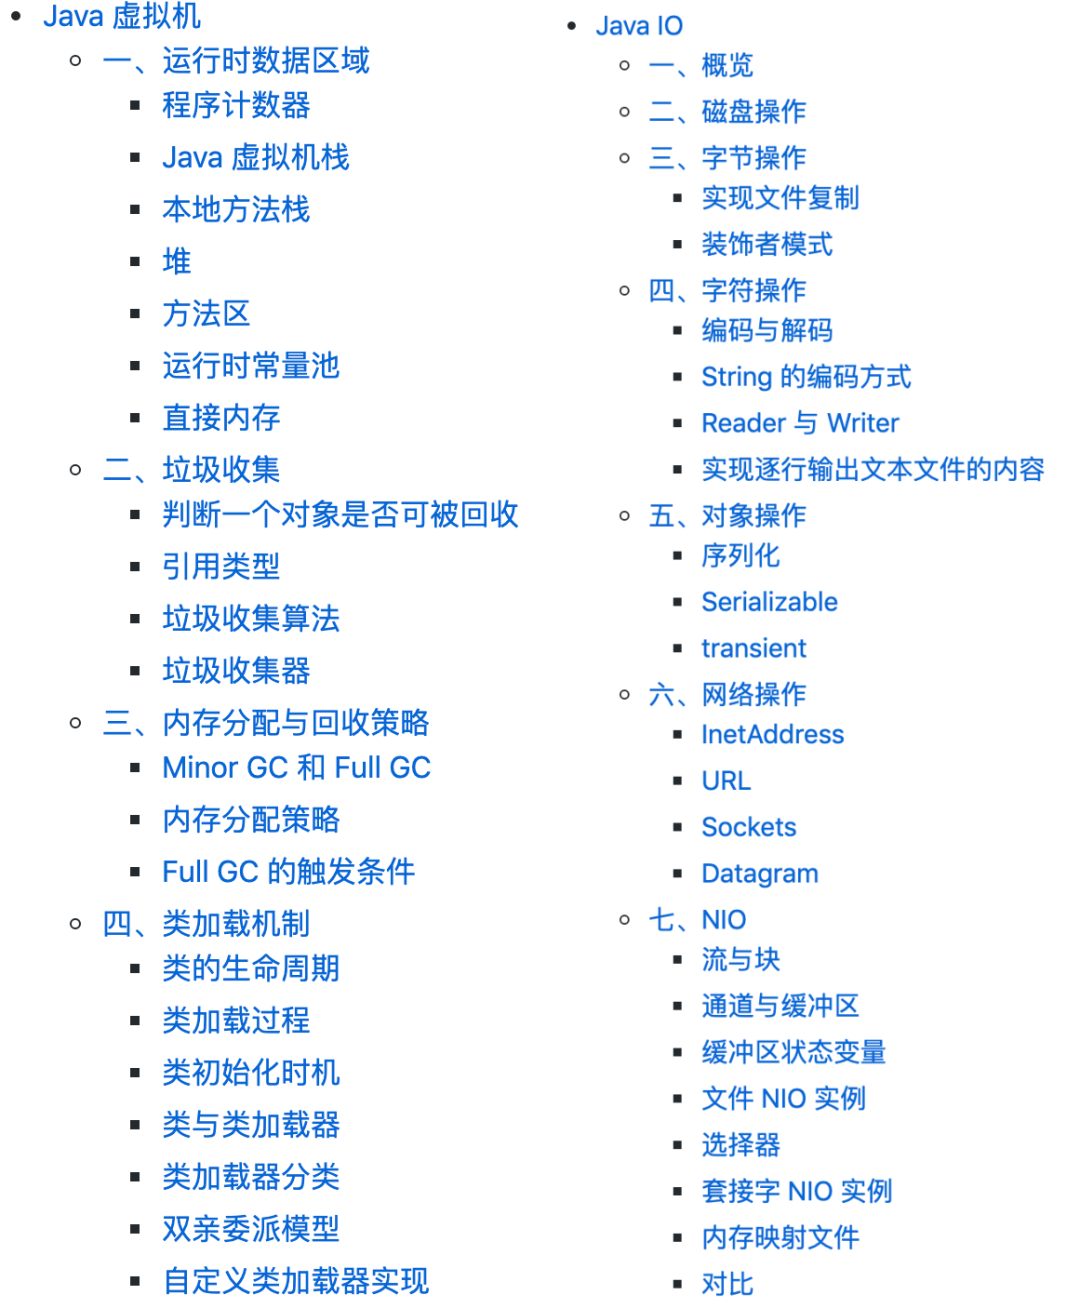 Java 虚拟机
一、运行时数据区域
程序计数器
Java 虚拟机栈
本地方法栈
堆
方法区
运行时常量池
直接内存
二、垃圾收集
判断一个对象是否可被回收
引用类型
垃圾收集算法
垃圾收集器
三、内存分配与回收策略
Minor GC 和 Full GC
内存分配策略
Full GC 的触发条件
四、类加载机制
类的生命周期
类加载过程
类初始化时机
类与类加载器
类加载器分类
双亲委派模型
自定义类加载器实现
Java IO
一、概览
二、磁盘操作
三、字节操作
实现文件复制
装饰者模式
四、字符操作
编码与解码
String 的编码方式
Reader 与 Writer
实现逐行输出文本文件的内容
五、对象操作
序列化
Serializable
transient
六、网络操作
InetAddress
URL
Sockets
Datagram
七、NIO
流与块
通道与缓冲区
缓冲区状态变量
文件 NIO 实例
选择器
套接字 NIO 实例
内存映射文件
对比